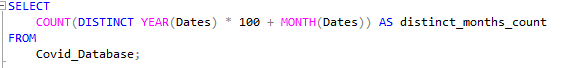 SELECT
COUNT(DISTINCT YEAR(Dates) * 100 + MONTH(Dates)) AS distinct_months_count
FROM
Covid_Database;